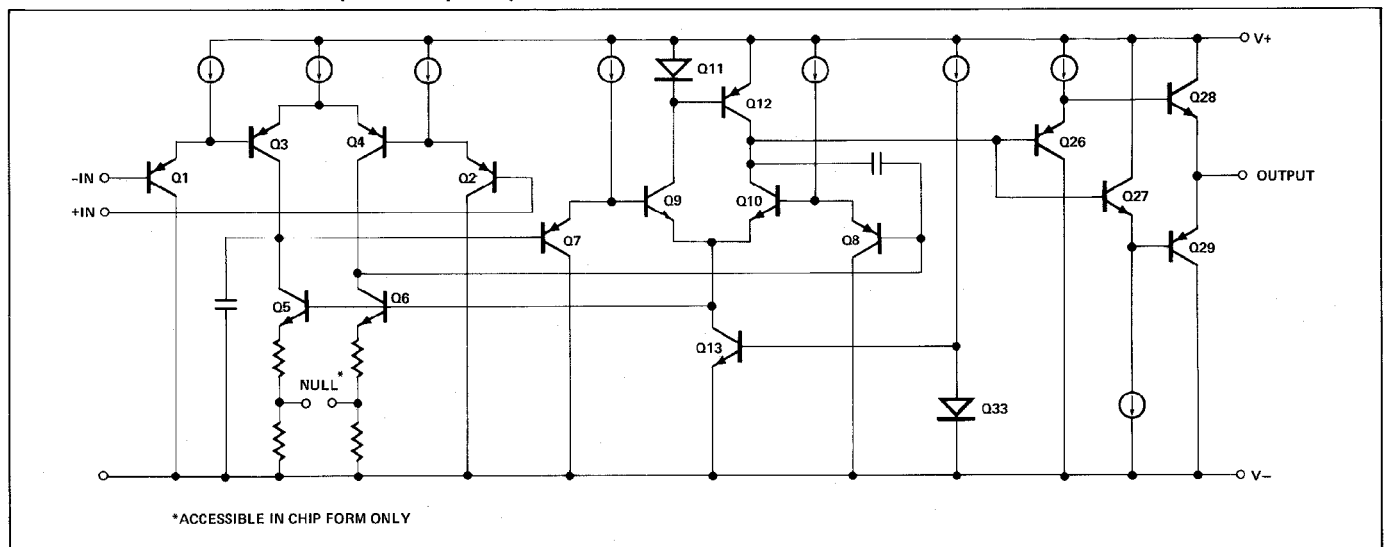 V+
Q11
Q12
Q28
Q3
Q4
Q26
-IN
Q1
Q2
OUTPUT
+IN
Q9
Q10
Q27
Q7
Q8
Q29
Q5
Q6
Q13
NULL*
Q33
V–
*ACCESSIBLE IN CHIP FORM ONLY